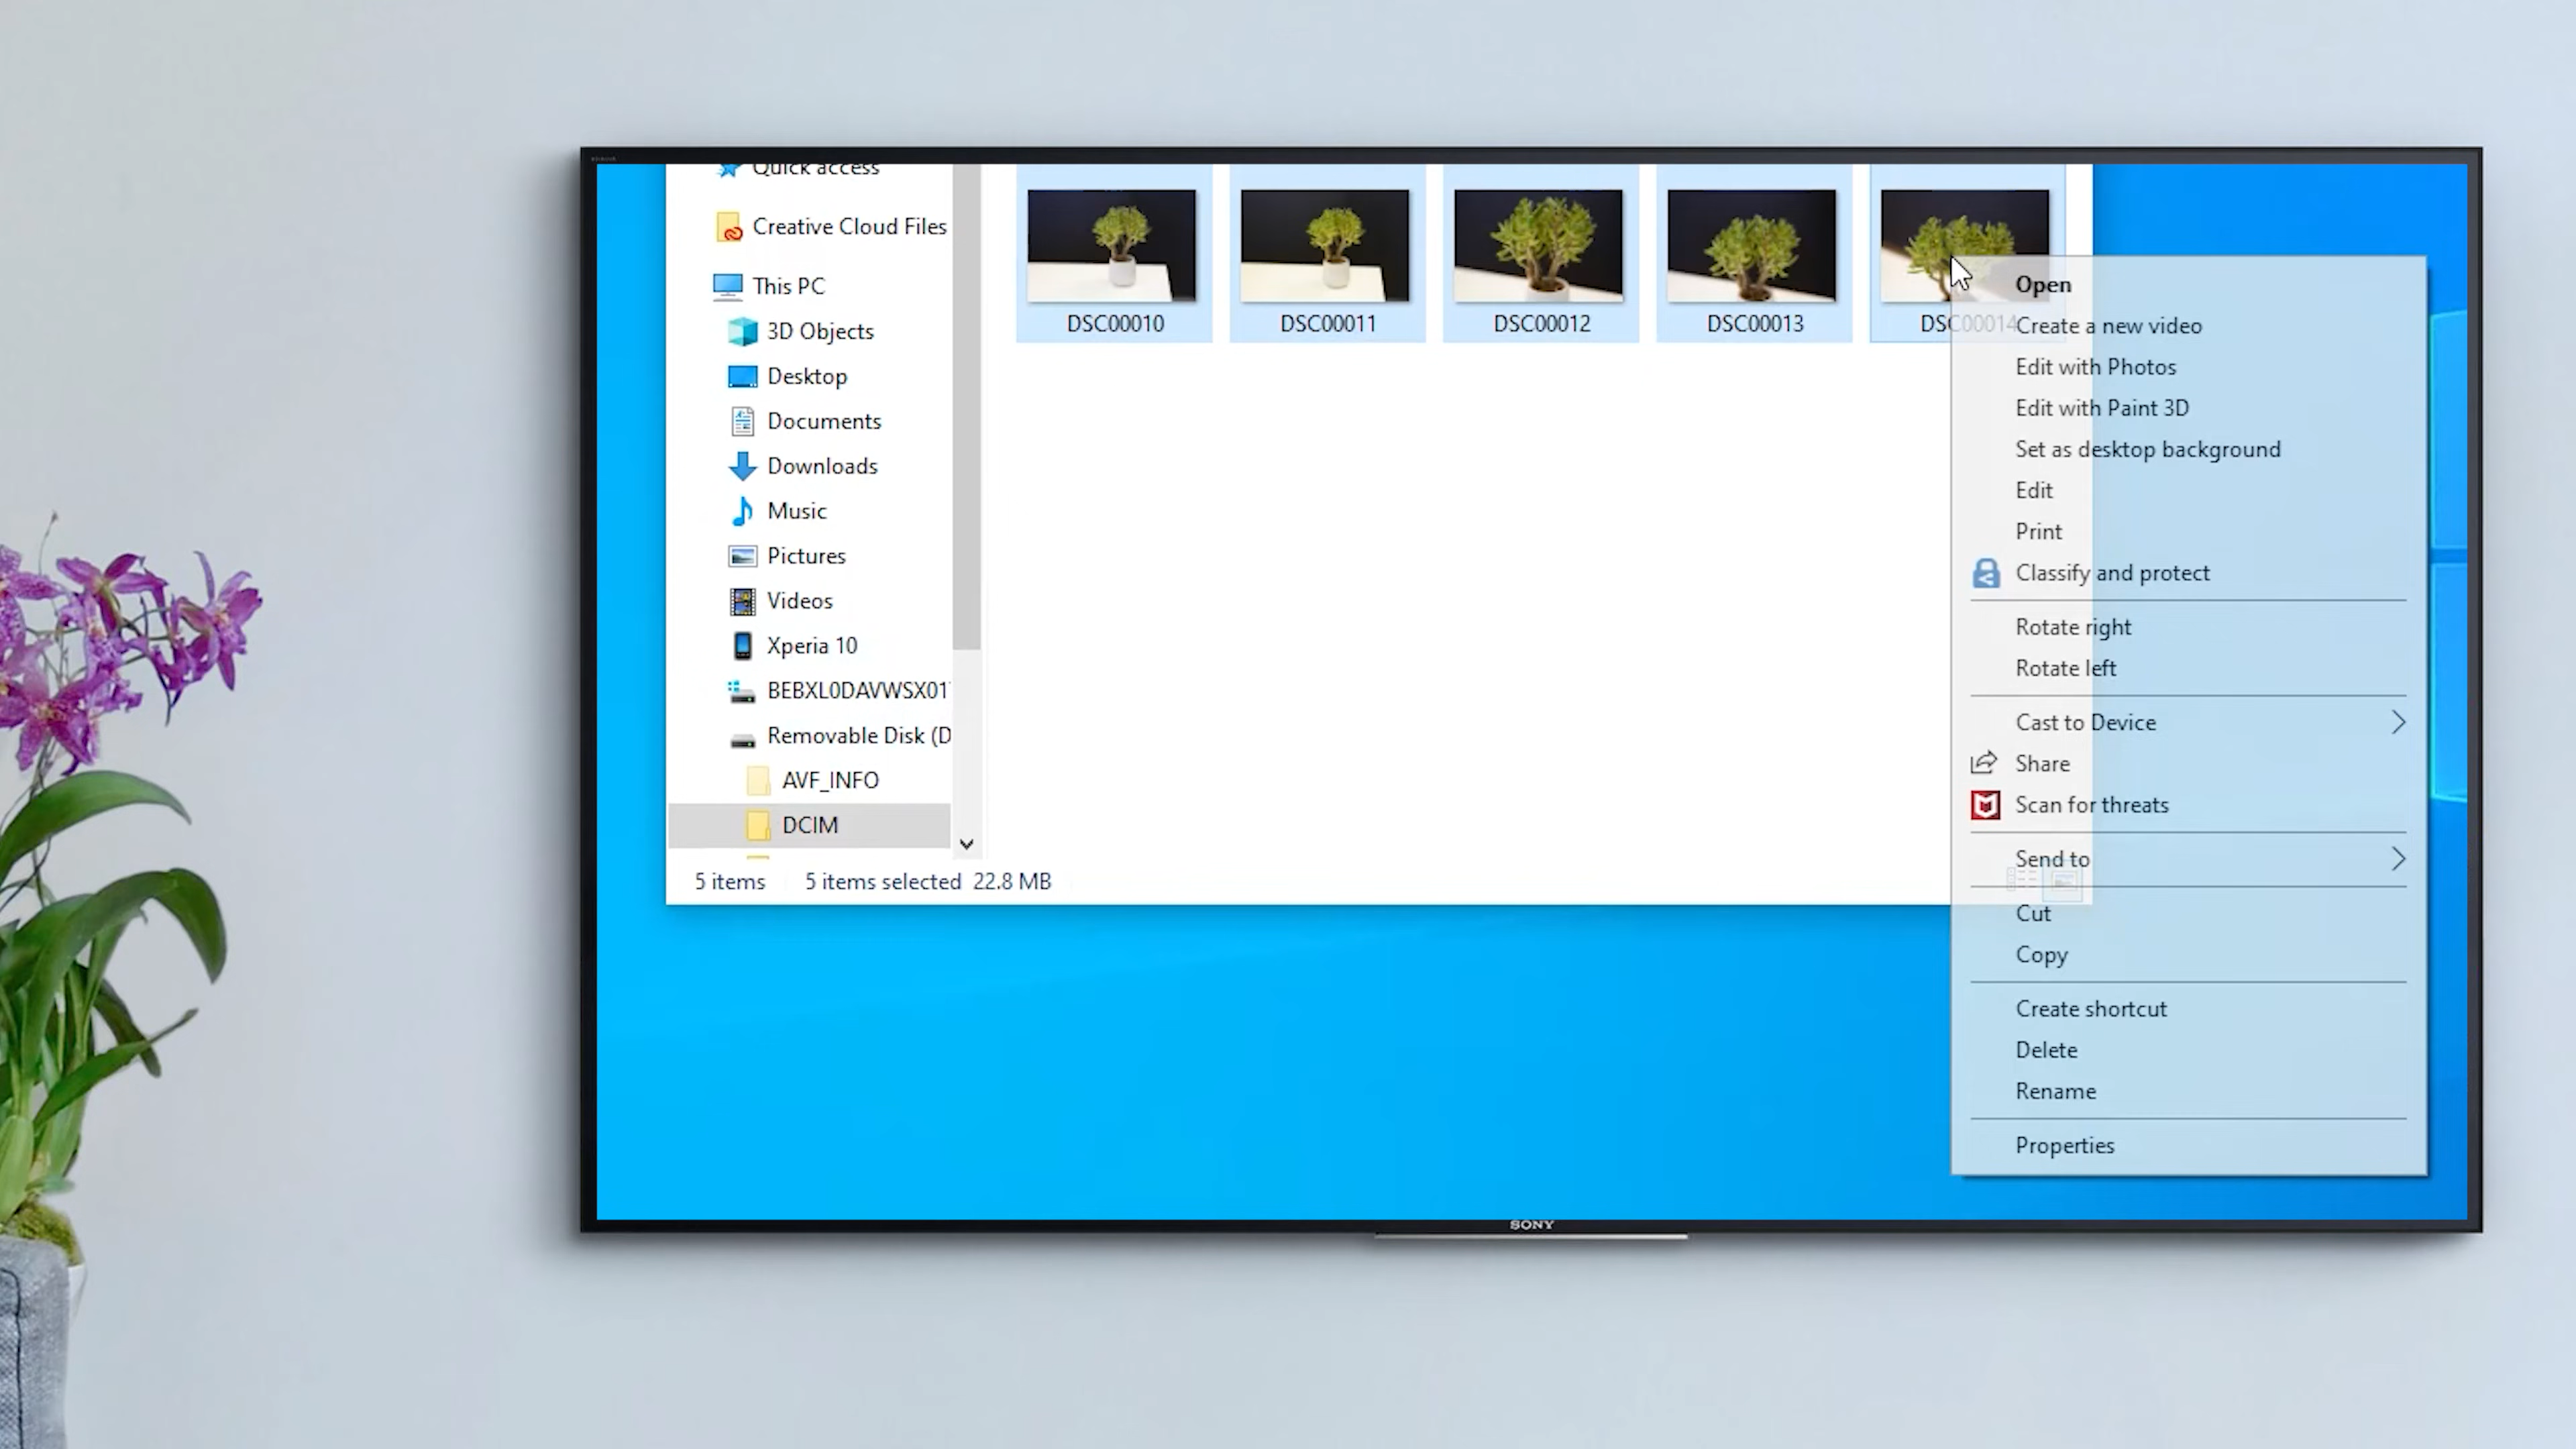 Quick access
Creative Cloud Files
This PC
3D Objects
Desktop
Documents
Downloads
Music
Pictures
Videos
Xperia 10
BEBXL0DAVWSX01
Removable Disk (D
AVF_INFO
DCIM
5 items
5 items selected 22.8 MB
DSC00010
DSC00011
DSC00012
DSC00013
DSC00014
Open
Create a new video
Edit with Photos
Edit with Paint 3D
Set as desktop background
Edit
Print
Classify and protect
Rotate right
Rotate left
Cast to Device
Share
Scan for threats
Send to
Cut
Copy
Create shortcut
Delete
Rename
Properties
SONY